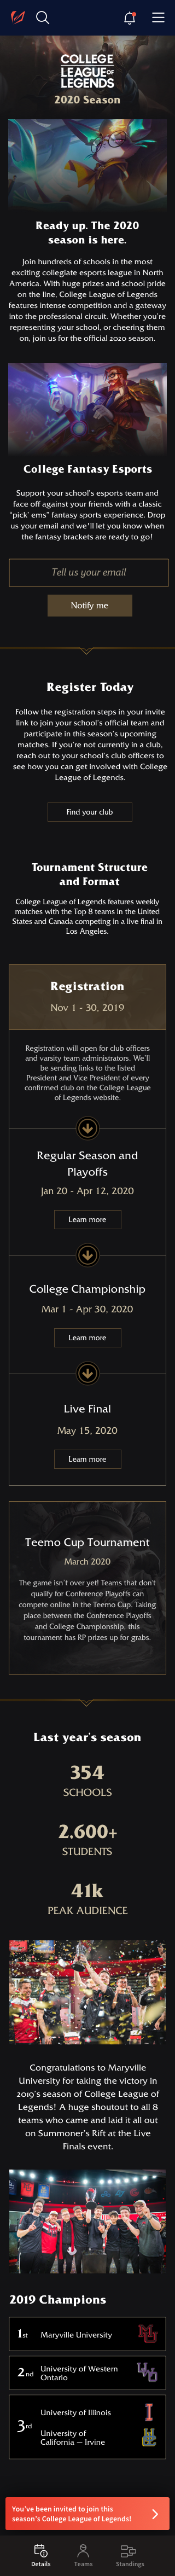 COLLEGE
LEAGUE OF
LEGENDS
2020 Season
Ready up. The 2020
season is here.
Join hundreds of schools in the most
exciting collegiate esports league in North
America. With huge prizes and school pride
on the line, College League of Legends
features intense competition and a gateway
into the professional circuit. Whether you're
representing your school, or cheering them
on, join us for the official 2020 season.
College Fantasy Esports
Support your school's esports team and
face off against your friends with a classic
"pick' ems" fantasy sports experience. Drop
us your email and we'll let you know when
the fantasy brackets are ready to go!
Tell us your email
Notify me
Register Today
Follow the registration steps in your invite
link to join your school's official team and
participate in this season's upcoming
matches. If you're not currently in a club,
reach out to your school's club officers to
see how you can get involved with College
League of Legends.
Find your club
Tournament Structure
and Format
College League of Legends features weekly
matches with the Top 8 teams in the United
States and Canada competing in a live final in
Los Angeles.
Registration
Nov 1 - 30, 2019
Registration will open for club officers
and varsity team administrators. We'll
be sending links to the listed
President and Vice President of every
confirmed club on the College League
of Legends website.
Regular Season and
Playoffs
Jan 20 - Apr 12, 2020
Learn more
College Championship
Mar 1 - Apr 30, 2020
Learn more
Live Final
May 15, 2020
Learn more
Teemo Cup Tournament
March 2020
The game isn't over yet! Teams that don't
qualify for Conference Playoffs can
compete online in the Teemo Cup. Taking
place between the Conference Playoffs
and College Championship, this
tournament has RP prizes up for grabs.
Last year's season
354
SCHOOLS
2,600+
STUDENTS
41k
PEAK AUDIENCE
Congratulations to Maryville
University for taking the victory in
2019's season of College League of
Legends! A huge shoutout to all 8
teams who came and laid it all out
on Summoner's Rift at the Live
Finals event.
2019 Champions
1st Maryville University
2nd University of Western
Ontario
3rd University of Illinois
University of
California – Irvine
You've been invited to join this
season's College League of Legends!
Details Teams Standings